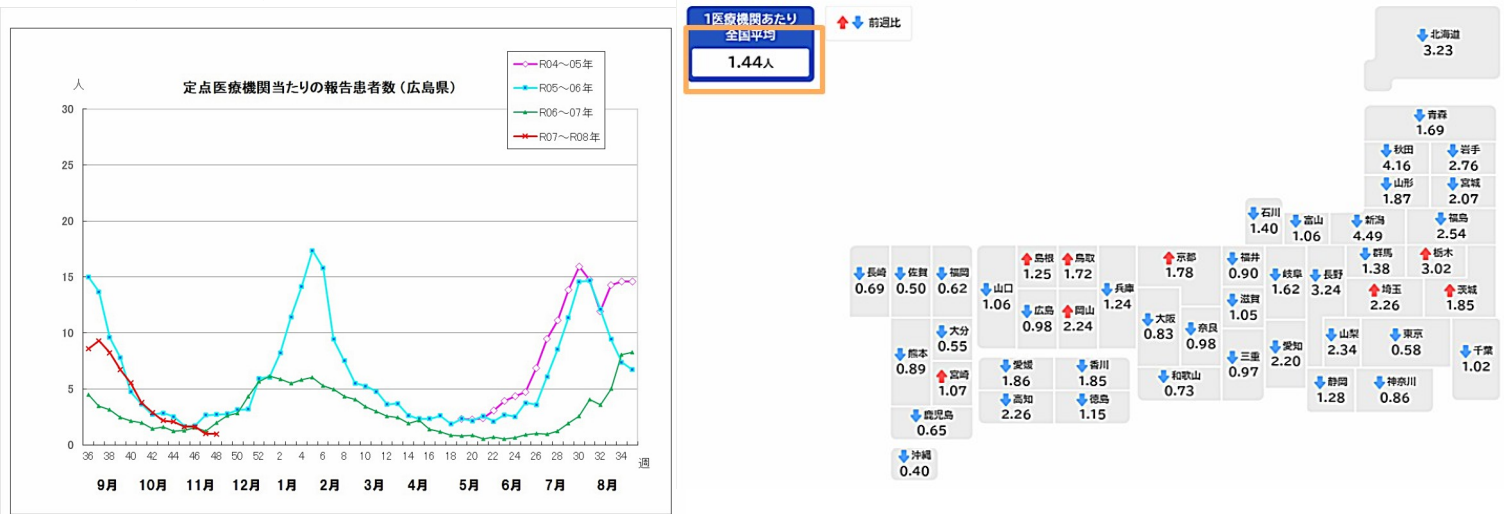 定点医療機関当たりの報告患者数（広島県）
人
R04～05年
R05～06年
R06～07年
R07～R08年
30
25
20
15
10
5
0
36 38 40 42 44 46 48 50 52 2 4 6 8 10 12 14 16 18 20 22 24 26 28 30 32 34
週
9月 10月 11月 12月 1月 2月 3月 4月 5月 6月 7月 8月
1医療機関あたり
全国平均
1.44人
前週比
北海道
3.23
青森
1.69
秋田
4.16
岩手
2.76
山形
1.87
宮城
2.07
石川
1.40
富山
1.06
新潟
4.49
福島
2.54
長崎
0.69
佐賀
0.50
福岡
0.62
山口
1.06
島根
1.25
鳥取
1.72
兵庫
1.24
京都
1.78
福井
0.90
岐阜
1.62
長野
3.24
群馬
1.38
栃木
3.02
広島
0.98
岡山
2.24
滋賀
1.05
埼玉
2.26
茨城
1.85
大分
0.55
大阪
0.83
奈良
0.98
熊本
0.89
三重
0.97
愛知
2.20
山梨
2.34
東京
0.58
千葉
1.02
宮崎
1.07
愛媛
1.86
香川
1.85
和歌山
0.73
静岡
1.28
神奈川
0.86
高知
2.26
徳島
1.15
鹿児島
0.65
沖縄
0.40